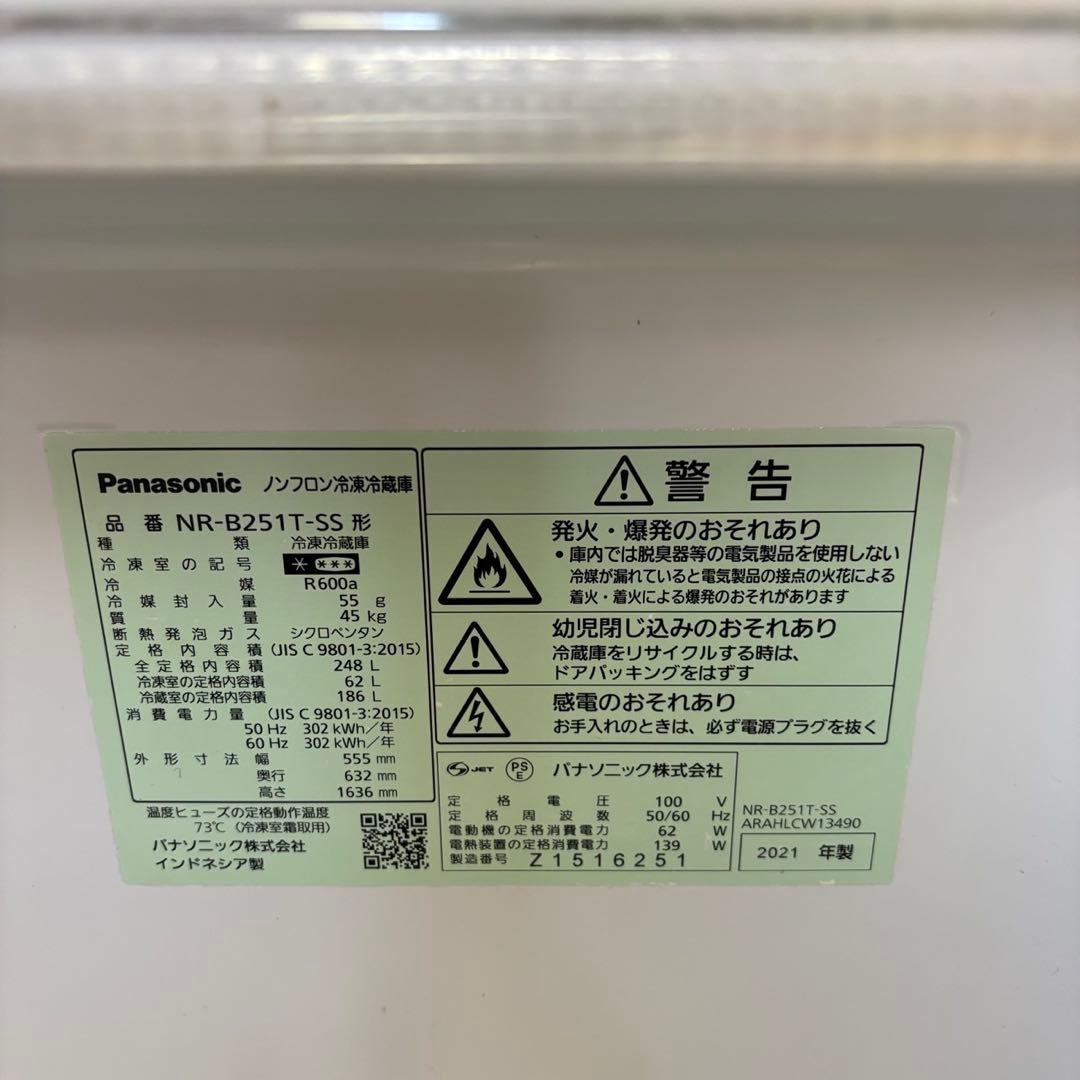 Panasonic ノンフロン冷凍冷蔵庫
品番 NR-B251T-SS 形
種類 冷凍冷蔵庫
冷凍室の記号 * ***
冷媒 R600a
冷媒封入量 55 g
質量 45 kg
断熱発泡ガス シクロペンタン
定格内容積 (JIS C 9801-3:2015)
全定格内容積 248 L
冷凍室の定格内容積 62 L
冷蔵室の定格内容積 186 L
消費電力量 (JIS C 9801-3:2015)
50 Hz 302 kWh/年
60 Hz 302 kWh/年
外形寸法 幅 555 mm
奥行 632 mm
高さ 1636 mm
温度ヒューズの定格動作温度
73℃ (冷凍室霜取用)
パナソニック株式会社
インドネシア製
警告
発火・爆発のおそれあり
• 庫内では脱臭器等の電気製品を使用しない
冷媒が漏れていると電気製品の接点の火花による
着火・着火による爆発のおそれがあります
幼児閉じ込みのおそれあり
冷蔵庫をリサイクルする時は、
ドアパッキングをはずす
感電のおそれあり
お手入れのときは、必ず電源プラグを抜く
S JET PS E パナソニック株式会社
定格電圧 100 V
定格周波数 50/60 Hz
電動機の定格消費電力 62 W
電熱装置の定格消費電力 139 W
製造番号 Z1516251
NR-B251T-SS
ARAHLCW13490
2021 年製